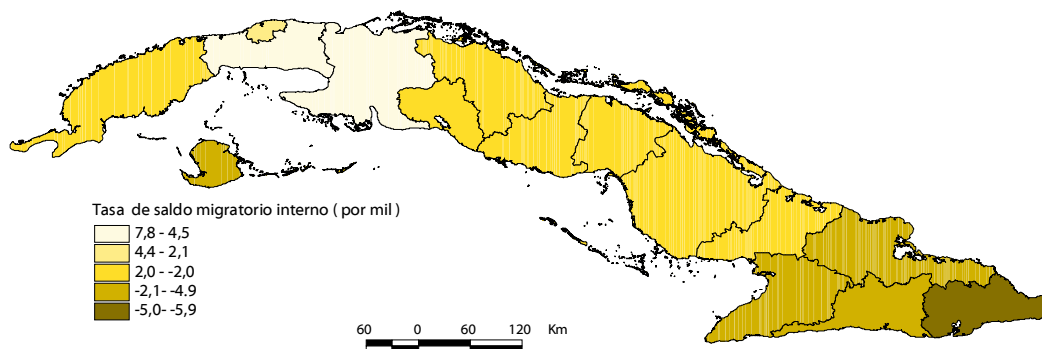 Tasa de saldo migratorio interno ( por mil )
7,8 - 4,5
4,4 - 2,1
2,0 - -2,0
-2,1- -4.9
-5,0- -5,9
60 0 60 120 Km